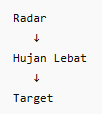 Radar
↓
Hujan Lebat
↓
Target